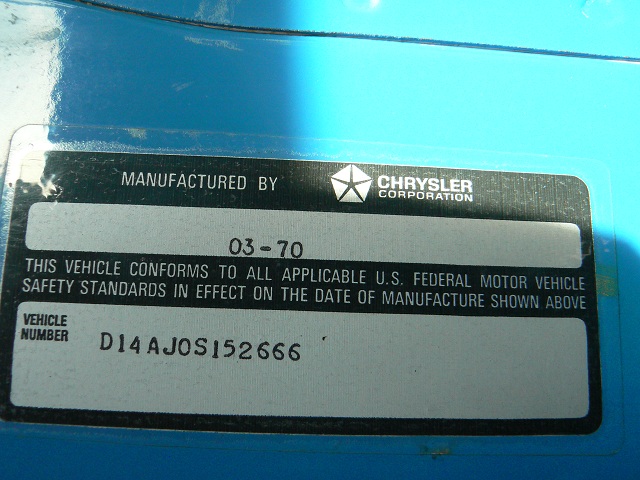 MANUFACTURED BY CHRYSLER CORPORATION
03-70
THIS VEHICLE CONFORMS TO ALL APPLICABLE U.S. FEDERAL MOTOR VEHICLE
SAFETY STANDARDS IN EFFECT ON THE DATE OF MANUFACTURE SHOWN ABOVE
VEHICLE
NUMBER D14AJ0S152666